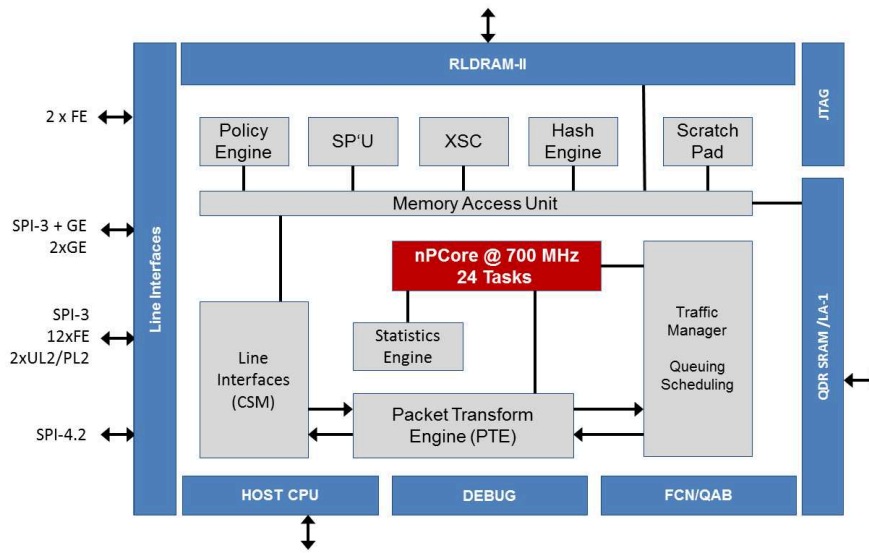 RLDRAM-II
JTAG
2 x FE
Policy
Engine
SP'U
XSC
Hash
Engine
Scratch
Pad
Memory Access Unit
SPI-3 + GE
2xGE
Line Interfaces
nPCore @ 700 MHz
24 Tasks
Traffic
Manager
Queuing
Scheduling
QDR SRAM /LA-1
SPI-3
12xFE
2xUL2/PL2
Statistics
Engine
Line
Interfaces
(CSM)
Packet Transform
Engine (PTE)
SPI-4.2
HOST CPU
DEBUG
FCN/QAB